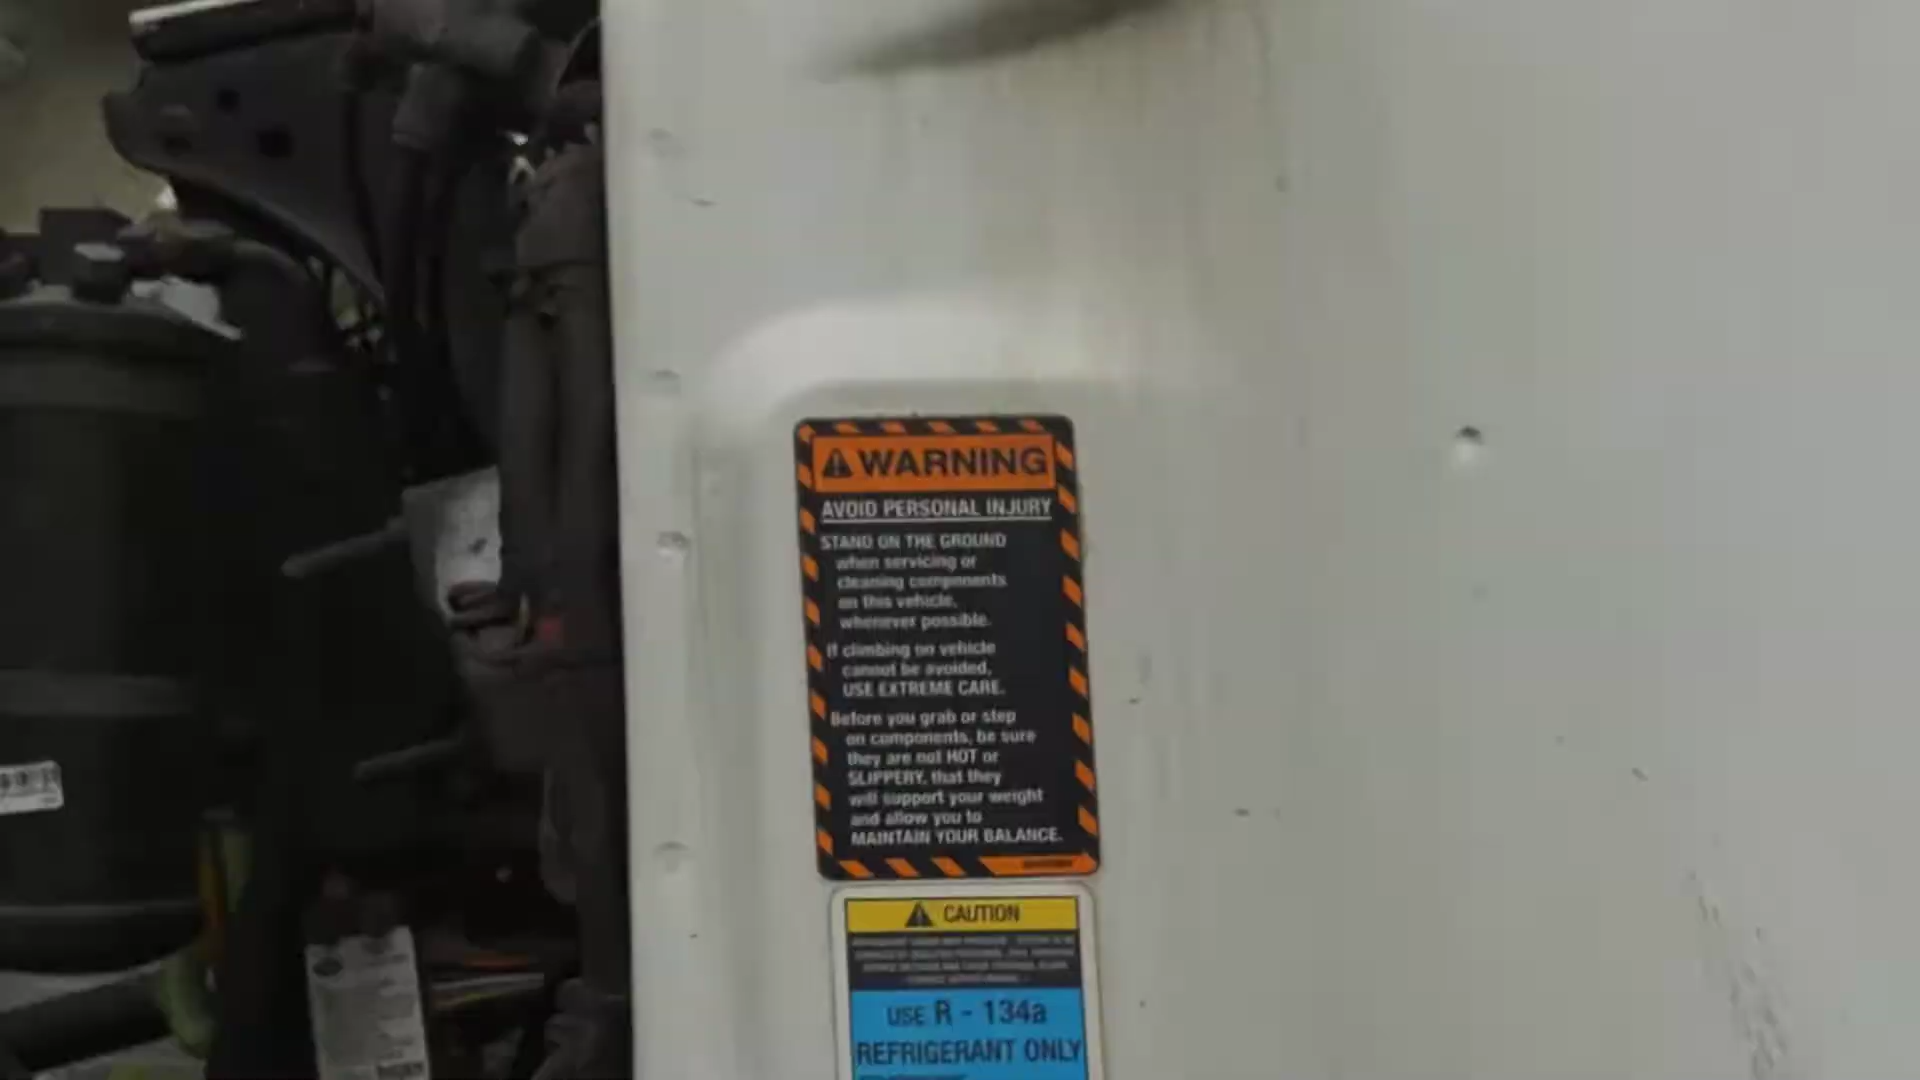 WARNING
AVOID PERSONAL INJURY
STAND ON THE GROUND
when servicing or
cleaning components
on this vehicle,
whenever possible.
If climbing on vehicle
cannot be avoided,
USE EXTREME CARE.
Before you grab or step
on components, be sure
they are not HOT or
SLIPPERY, that they
will support your weight
and allow you to
MAINTAIN YOUR BALANCE.
CAUTION
USE R - 134a
REFRIGERANT ONLY